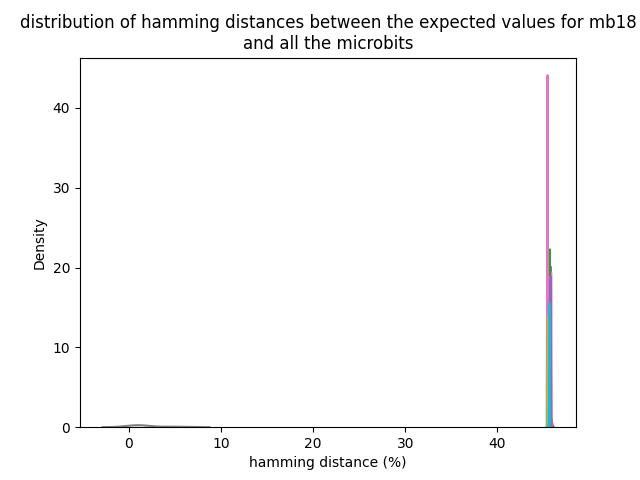 distribution of hamming distances between the expected values for mb18
and all the microbits
40
30
Density
20
10
0
0 10 20 30 40
hamming distance (%)